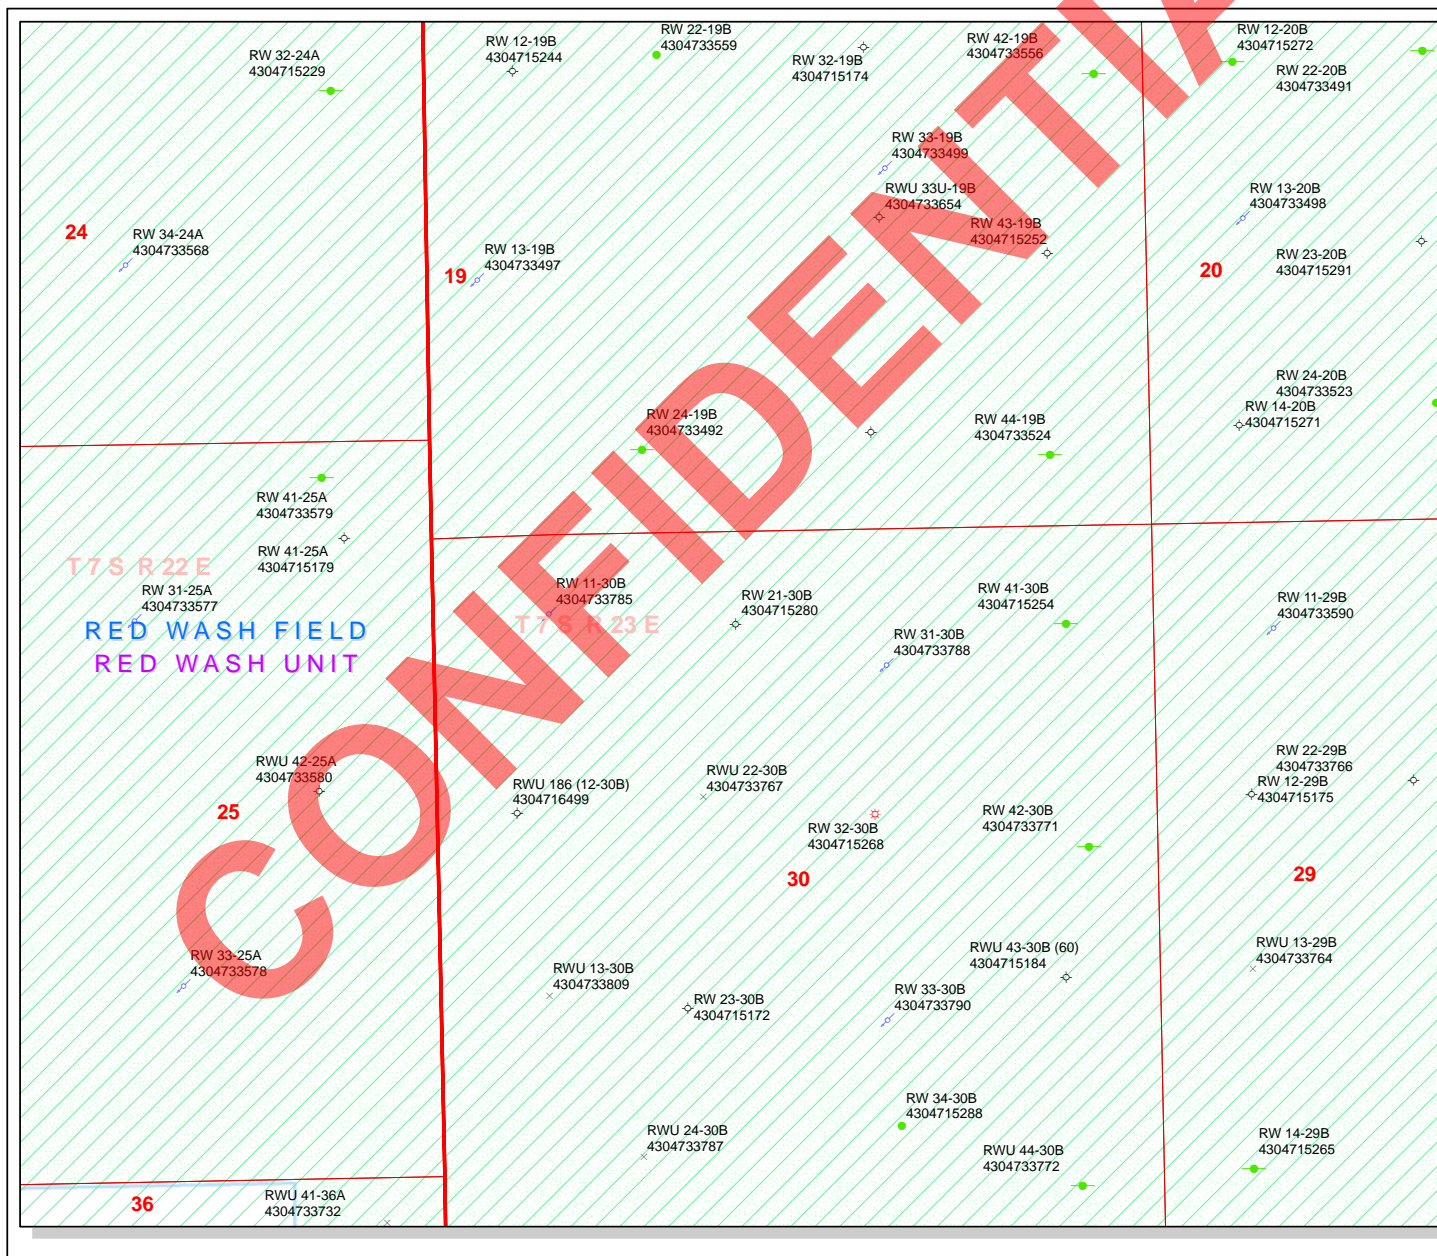 RW 32-24A
4304715229
RW 12-19B
4304715244
RW 22-19B
4304733559
RW 32-19B
4304715174
RW 42-19B
4304733556
RW 12-20B
4304715272
RW 22-20B
4304733491
RW 33-19B
4304733499
RWU 33U-19B
4304733654
RW 43-19B
4304715252
RW 13-20B
4304733498
24
RW 34-24A
4304733568
19
RW 13-19B
4304733497
20
RW 23-20B
4304715291
RW 24-20B
4304733523
RW 14-20B
4304715271
RW 24-19B
4304733492
RW 44-19B
4304733524
RW 41-25A
4304733579
RW 41-25A
4304715179
T 7 S R 22 E
RW 31-25A
4304733577
RED WASH FIELD
RED WASH UNIT
RW 11-30B
4304733785
T 7 S R 23 E
RW 21-30B
4304715280
RW 41-30B
4304715254
RW 31-30B
4304733788
RW 11-29B
4304733590
RWU 42-25A
4304733580
25
RWU 186 (12-30B)
4304716499
RWU 22-30B
4304733767
RW 32-30B
4304715268
RW 42-30B
4304733771
RW 22-29B
4304733766
RW 12-29B
4304715175
30
29
RW 33-25A
4304733578
RWU 13-30B
4304733809
RW 23-30B
4304715172
RWU 43-30B (60)
4304715184
RW 33-30B
4304733790
RWU 13-29B
4304733764
RW 34-30B
4304715288
RWU 24-30B
4304733787
RWU 44-30B
4304733772
RW 14-29B
4304715265
36
RWU 41-36A
4304733732
CONFIDENTIA